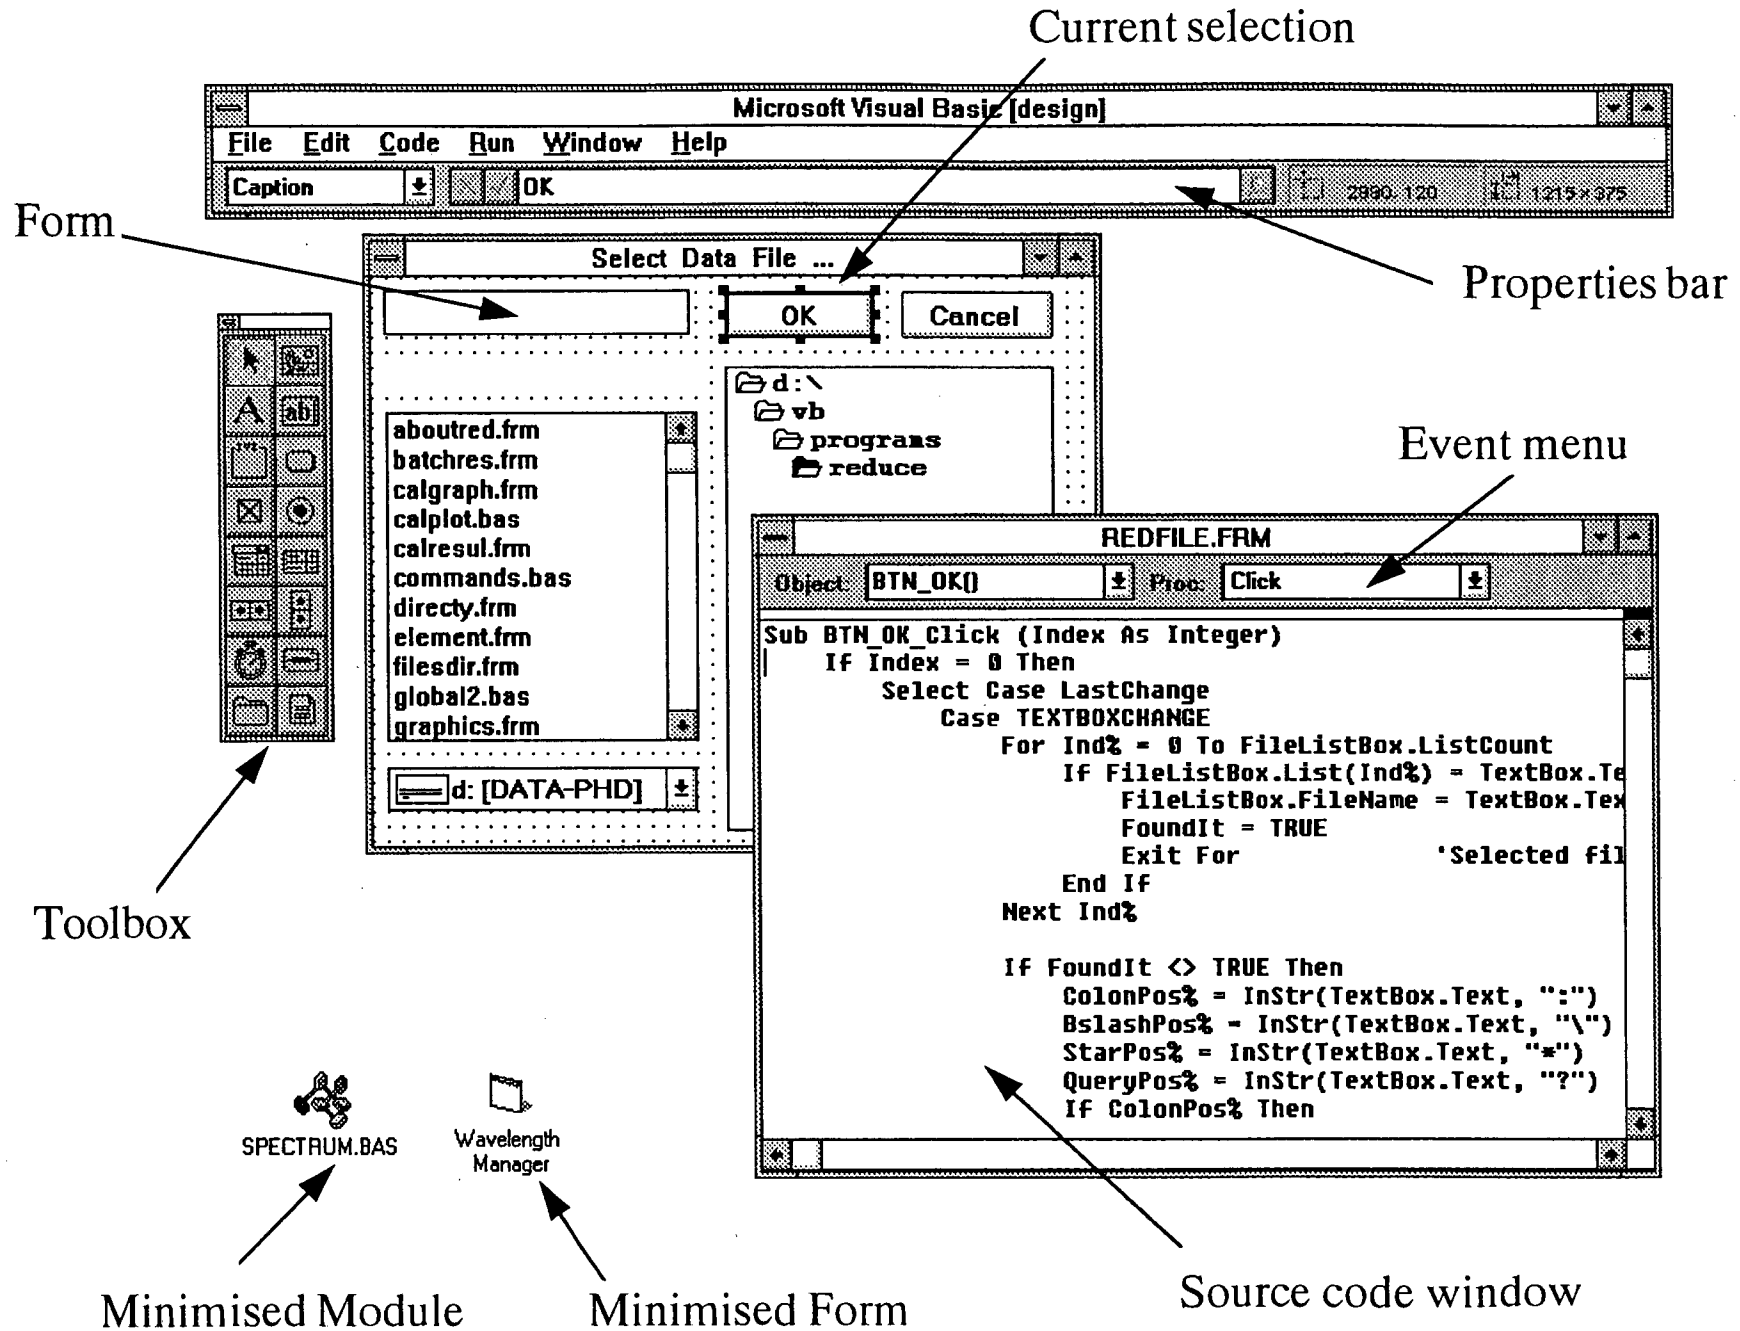 Current selection
Microsoft Visual Basic [design]
File Edit Code Run Window Help
Caption OK 2880, 120 1215×375
Form
Select Data File ...
Properties bar
OK Cancel
d:\
vb
programs
reduce
aboutred.frm
batchres.frm
calgraph.frm
calplot.bas
calresul.frm
commands.bas
directy.frm
element.frm
filesdir.frm
global2.bas
graphics.frm
d: [DATA-PHD]
A ab
Event menu
REDFILE.FRM
Object: BTN_OK() Proc: Click
Sub BTN_OK_Click (Index As Integer)
If Index = 0 Then
Select Case LastChange
Case TEXTBOXCHANGE
For Ind% = 0 To FileListBox.ListCount
If FileListBox.List(Ind%) = TextBox.Te
FileListBox.FileName = TextBox.Tex
FoundIt = TRUE
Exit For 'Selected fil
End If
Next Ind%
If FoundIt <> TRUE Then
ColonPos% = InStr(TextBox.Text, ":")
BslashPos% = InStr(TextBox.Text, "\")
StarPos% = InStr(TextBox.Text, "*")
QueryPos% = InStr(TextBox.Text, "?")
If ColonPos% Then
Toolbox
SPECTRUM.BAS
Wavelength
Manager
Minimised Module
Minimised Form
Source code window